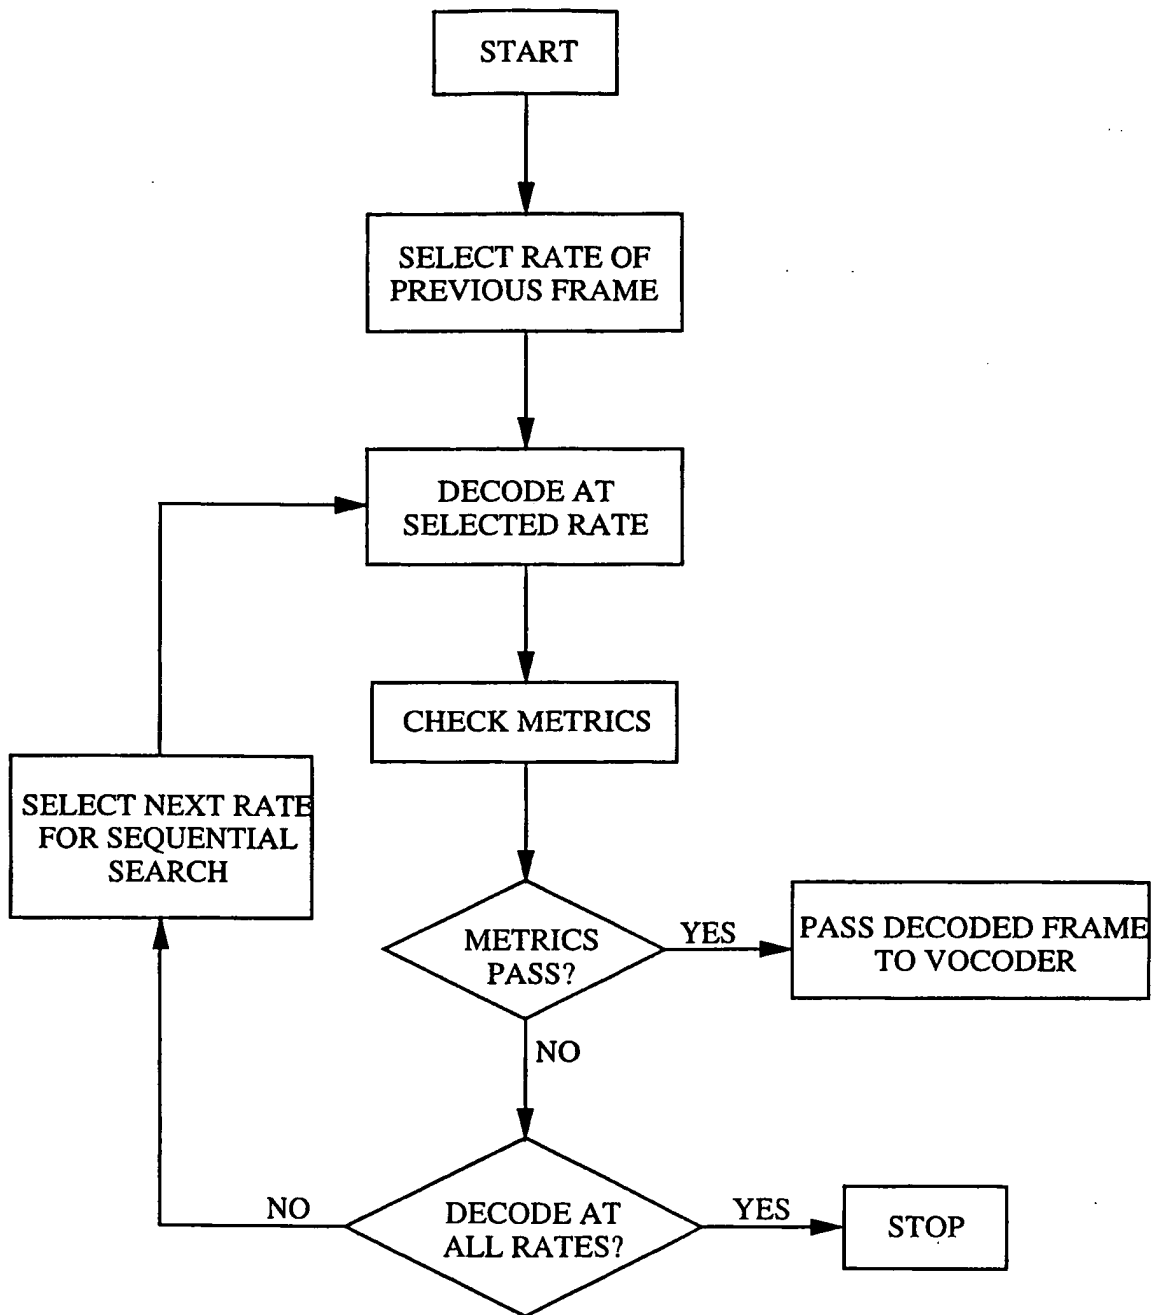 START
SELECT RATE OF
PREVIOUS FRAME
DECODE AT
SELECTED RATE
CHECK METRICS
SELECT NEXT RATE
FOR SEQUENTIAL
SEARCH
METRICS
PASS?
YES
PASS DECODED FRAME
TO VOCODER
NO
DECODE AT
ALL RATES?
NO
YES
STOP